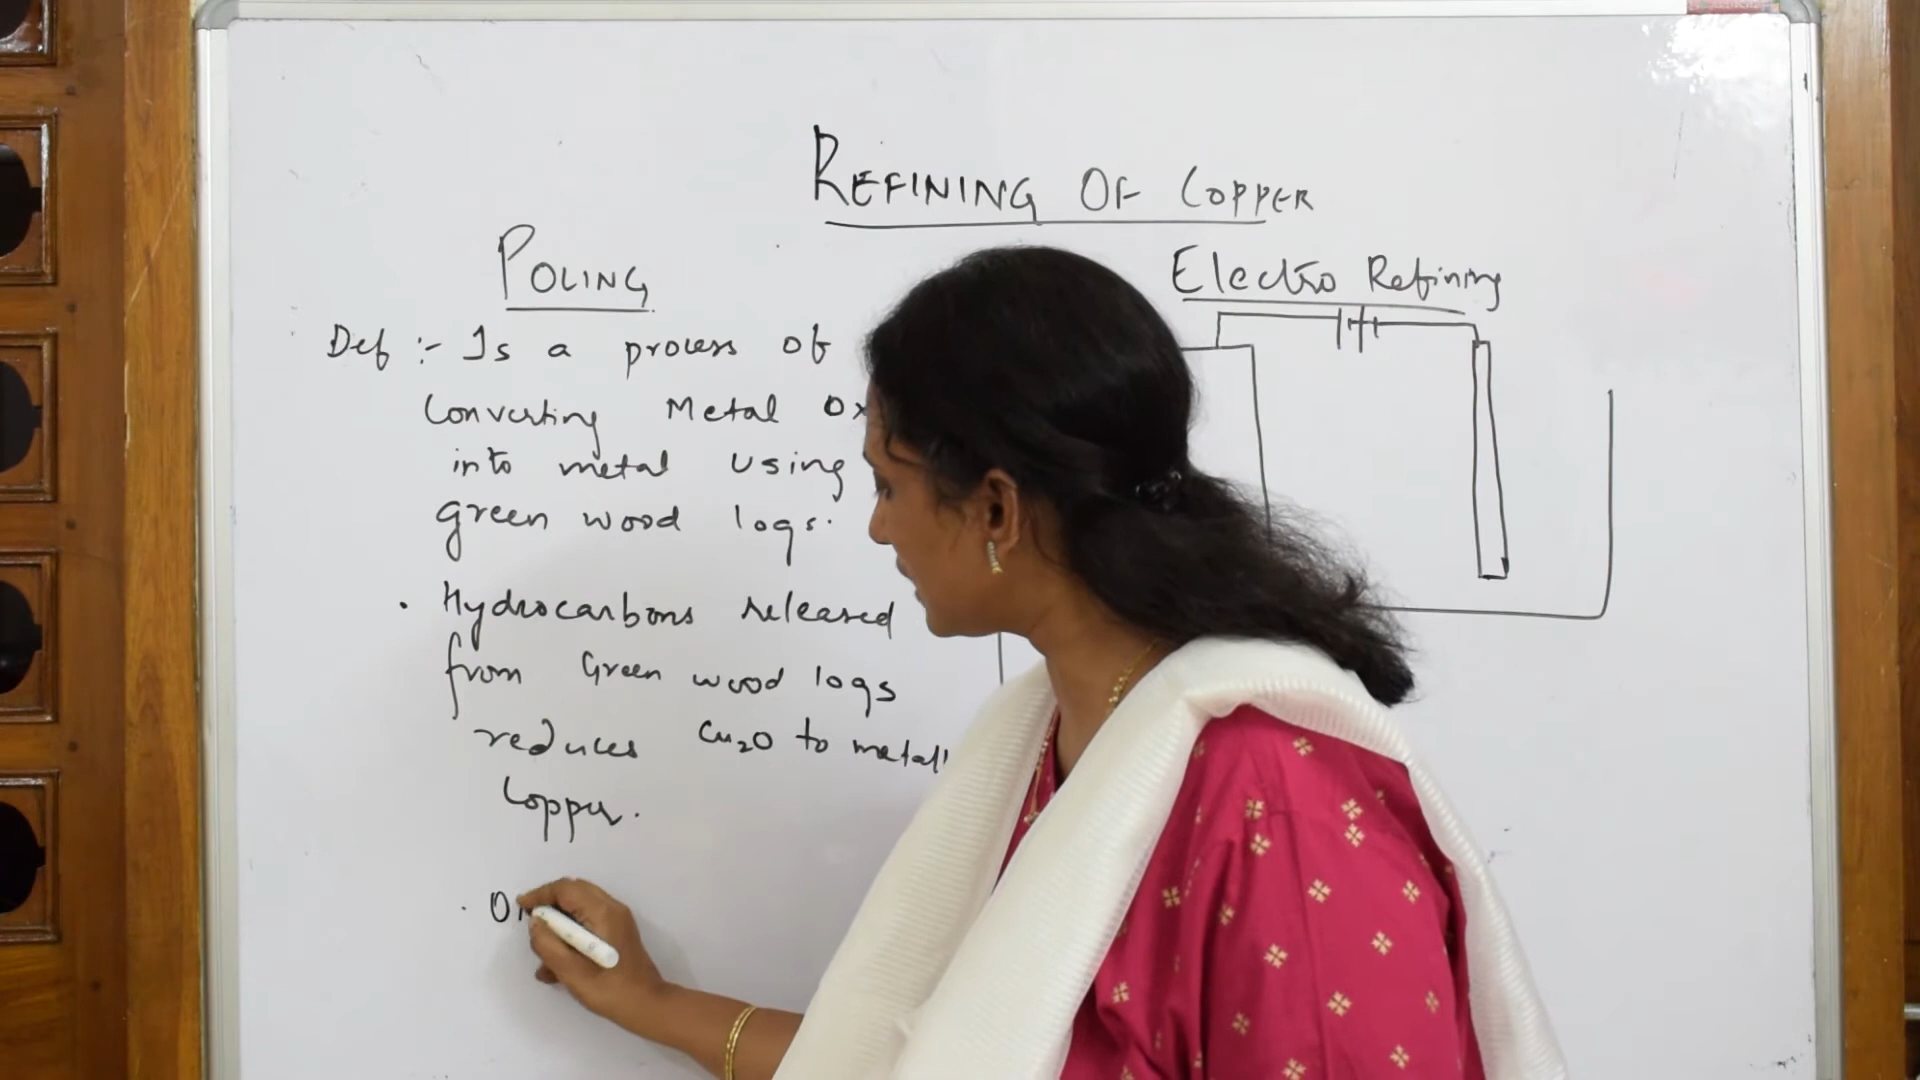 REFINING OF COPPER
POLING
Def :- Is a process of
Converting Metal Ox
into metal using
green wood logs.
. Hydrocarbons released
from Green wood logs
reduces Cu2O to metall
Copper.
Electro Refining